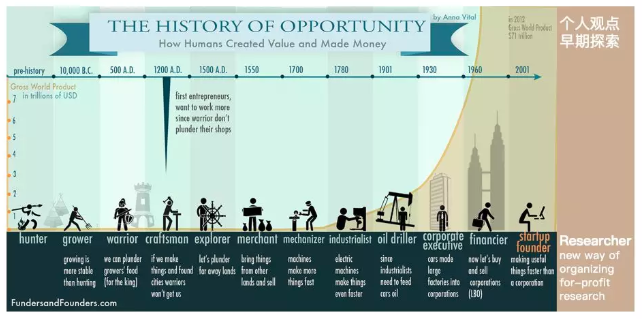 THE HISTORY OF OPPORTUNITY
by Anna Vital
How Humans Created Value and Made Money
in 2012
Gross World Product
$71 trillion
个人观点
早期探索
pre-history
10,000 B.C.
500 A.D.
1200 A.D.
1500 A.D.
1550
1700
1780
1901
1930
1960
2001
Gross World Product
in trillions of USD
7
6
5
4
3
2
1
first entrepreneurs,
want to work more
since warrior don't
plunder their shops
hunter
grower
growing is
more stable
than hunting
warrior
we can plunder
growers' food
(for the king)
craftsman
if we make
things and found
cities warriors
won't get us
explorer
let's plunder
far away lands
merchant
bring things
from other
lands and sell
mechanizer
machines
make more
things fast
industrialist
electric
machines
make things
even faster
oil driller
since
industrialists
need to feed
cars oil
corporate
executive
cars made
large
factories into
corporations
financier
now let's buy
and sell
corporations
(LBO)
startup
founder
making useful
things faster than
a corporation
Researcher
new way of
organizing
for-profit
research
FundersandFounders.com